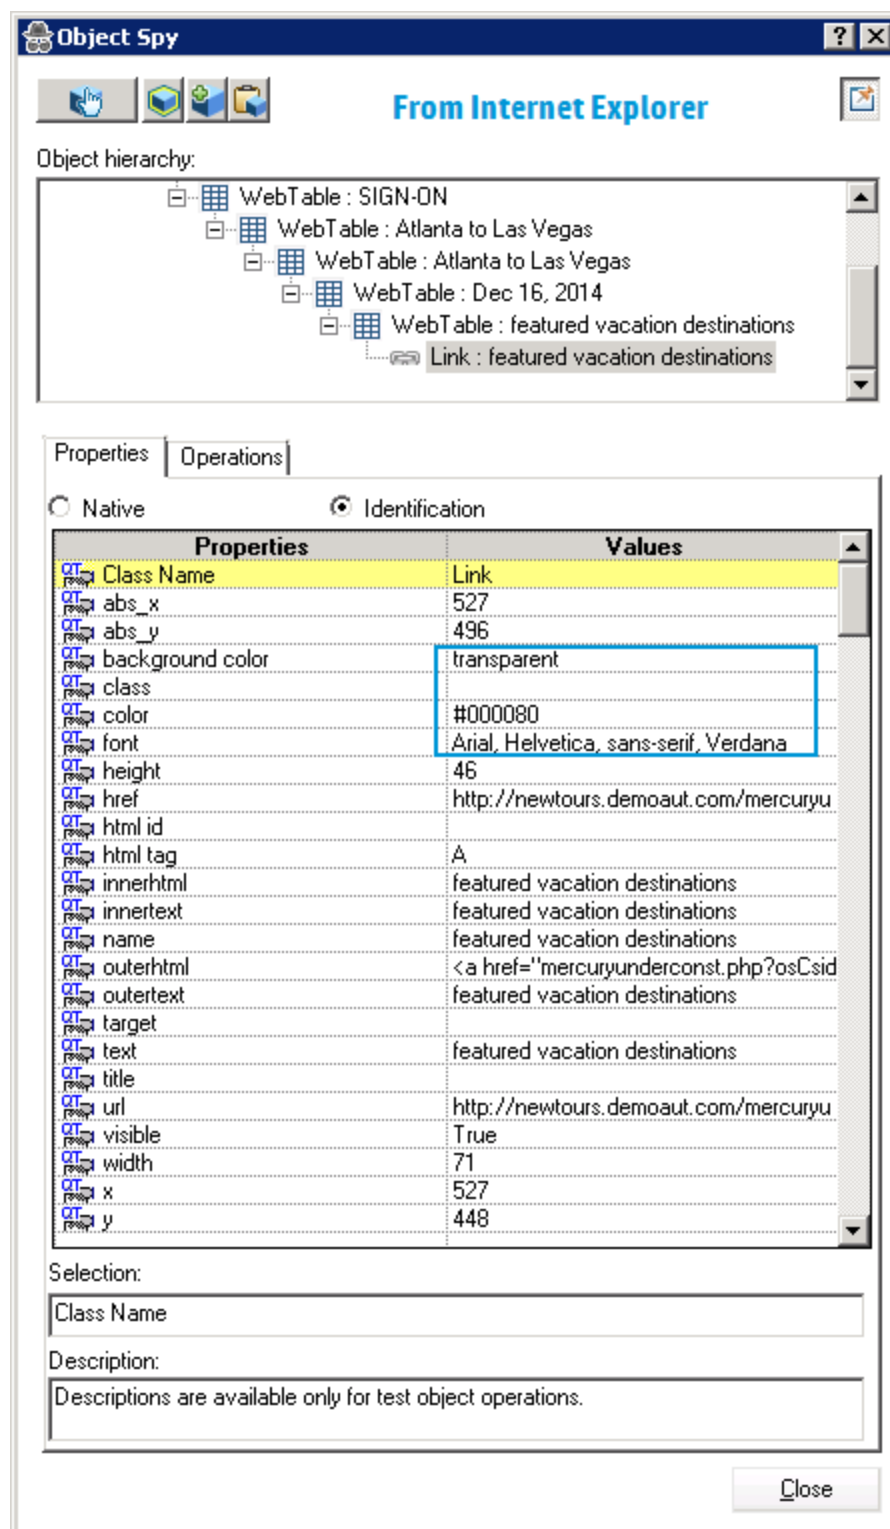 Object Spy
From Internet Explorer
Object hierarchy:
WebTable : SIGN-ON
WebTable : Atlanta to Las Vegas
WebTable : Atlanta to Las Vegas
WebTable : Dec 16, 2014
WebTable : featured vacation destinations
Link : featured vacation destinations
Properties Operations
Native Identification
Properties Values
Class Name Link
abs_x 527
abs_y 496
background color transparent
class
color #000080
font Arial, Helvetica, sans-serif, Verdana
height 46
href http://newtours.demoaut.com/mercuryu
html id
html tag A
innerhtml featured vacation destinations
innertext featured vacation destinations
name featured vacation destinations
outerhtml <a href="mercuryunderconst.php?osCsid
outertext featured vacation destinations
target
text featured vacation destinations
title
url http://newtours.demoaut.com/mercuryu
visible True
width 71
x 527
y 448
Selection:
Class Name
Description:
Descriptions are available only for test object operations.
Close